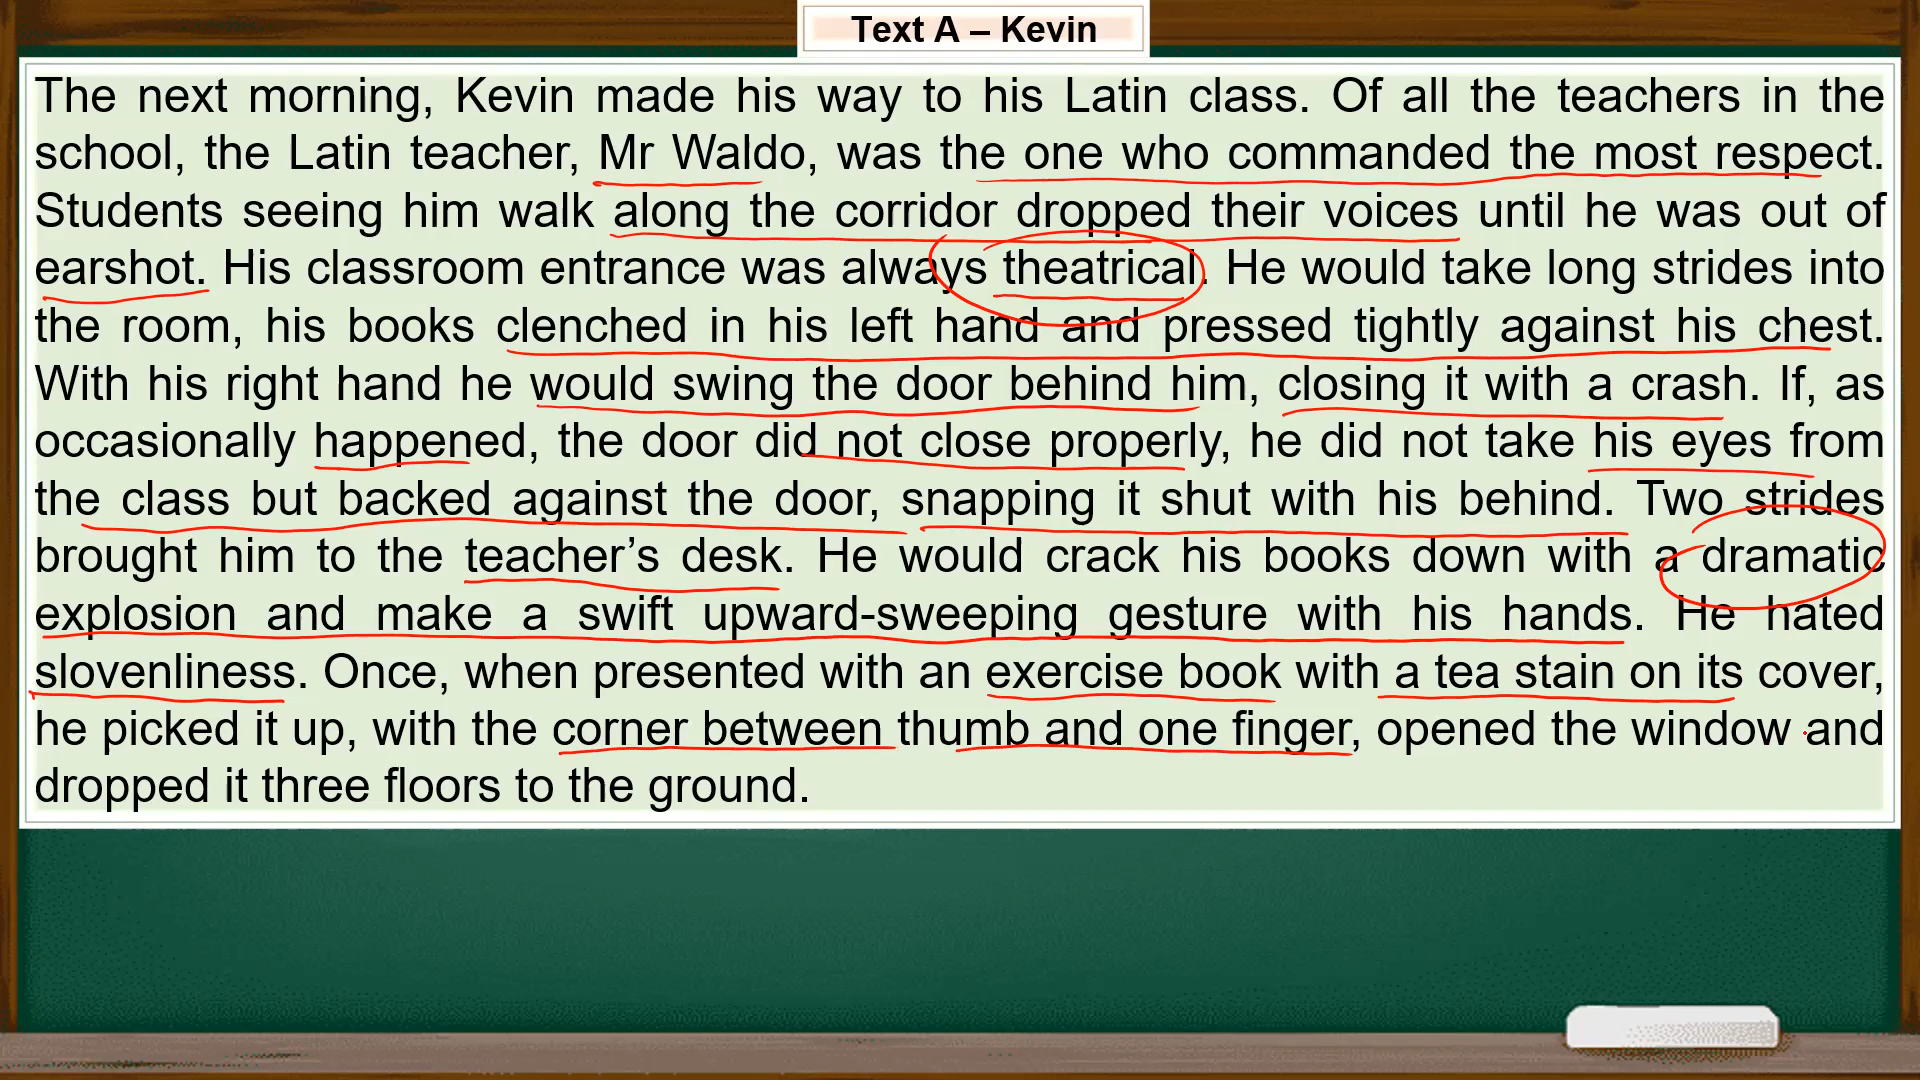 Text A – Kevin
The next morning, Kevin made his way to his Latin class. Of all the teachers in the
school, the Latin teacher, Mr Waldo, was the one who commanded the most respect.
Students seeing him walk along the corridor dropped their voices until he was out of
earshot. His classroom entrance was always theatrical. He would take long strides into
the room, his books clenched in his left hand and pressed tightly against his chest.
With his right hand he would swing the door behind him, closing it with a crash. If, as
occasionally happened, the door did not close properly, he did not take his eyes from
the class but backed against the door, snapping it shut with his behind. Two strides
brought him to the teacher’s desk. He would crack his books down with a dramatic
explosion and make a swift upward-sweeping gesture with his hands. He hated
slovenliness. Once, when presented with an exercise book with a tea stain on its cover,
he picked it up, with the corner between thumb and one finger, opened the window and
dropped it three floors to the ground.